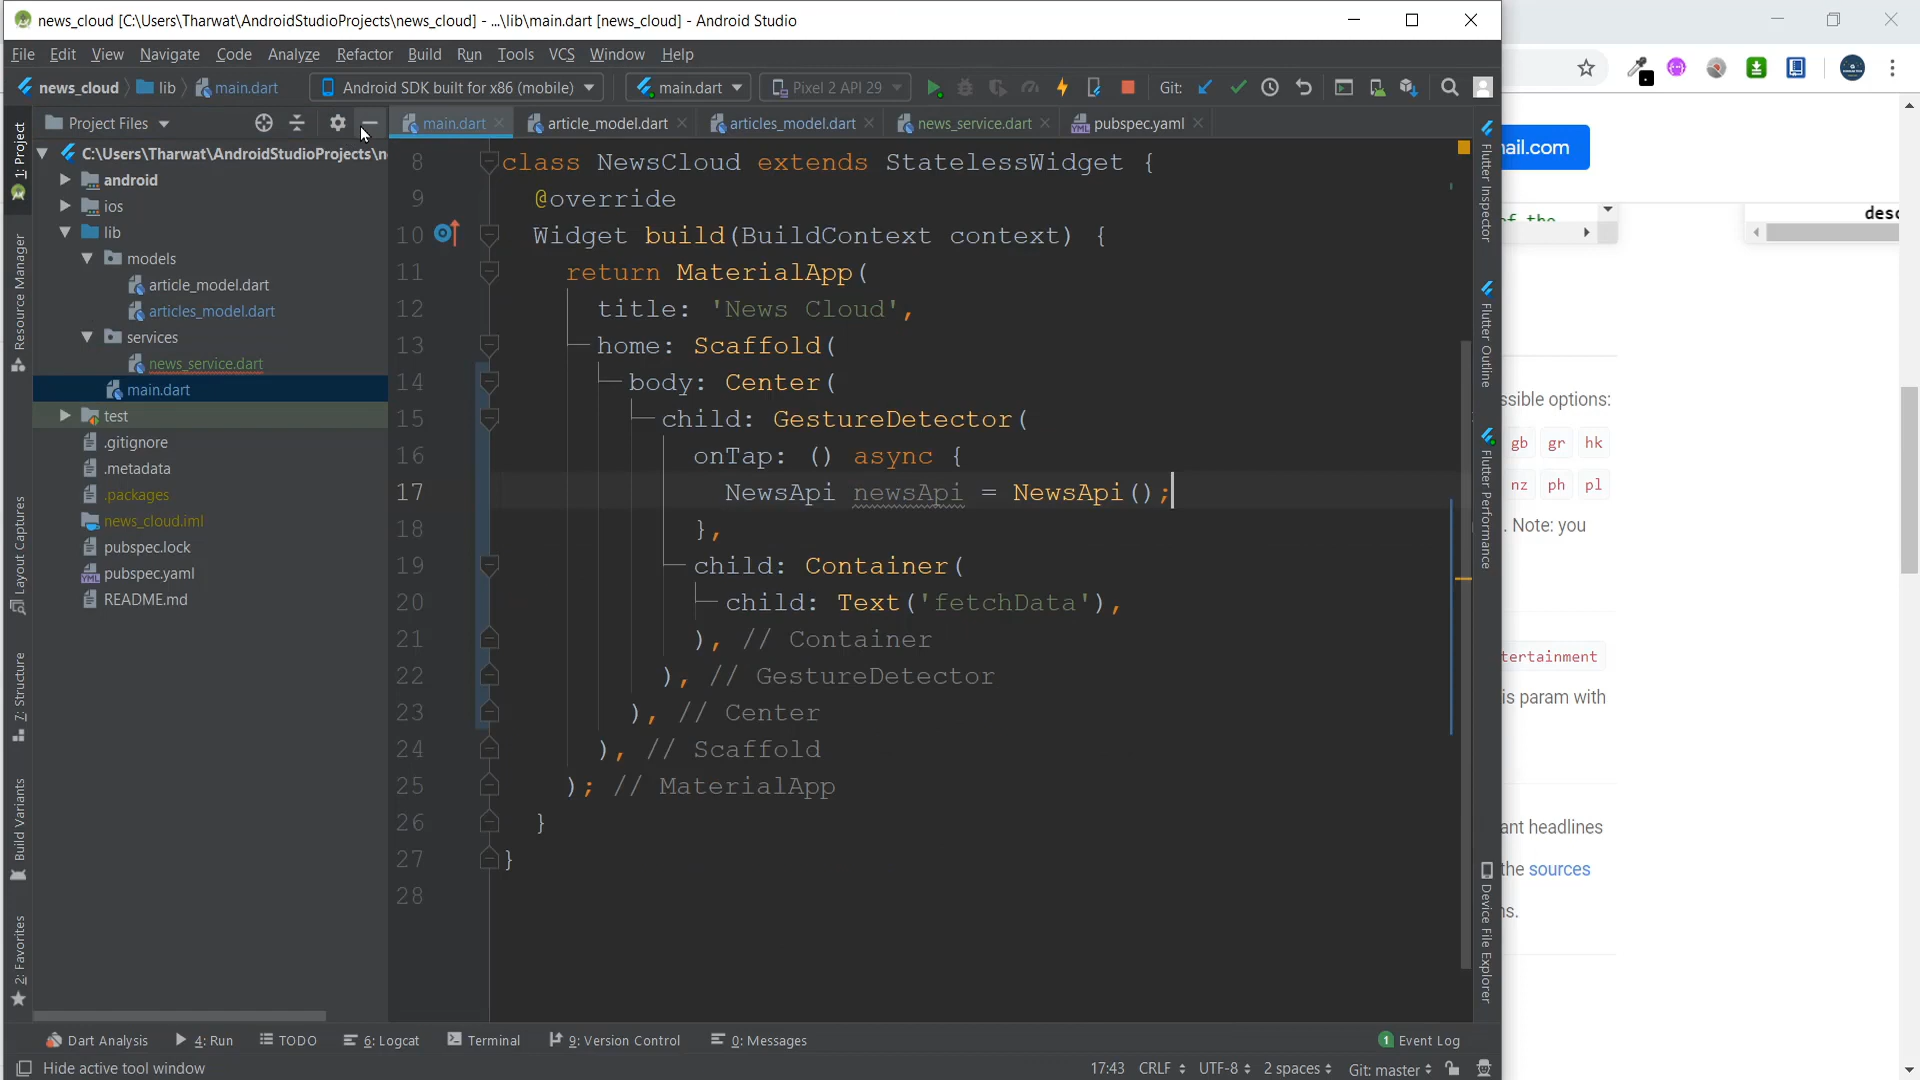 news_cloud [C:\Users\Tharwat\AndroidStudioProjects\news_cloud] - ...\lib\main.dart [news_cloud] - Android Studio
File Edit View Navigate Code Analyze Refactor Build Run Tools VCS Window Help
news_cloud lib main.dart Android SDK built for x86 (mobile) main.dart Pixel 2 API 29 Git:
Project Files main.dart article_model.dart articles_model.dart news_service.dart pubspec.yaml
1: Project
Resource Manager
Layout Captures
7: Structure
Build Variants
2: Favorites
C:\Users\Tharwat\AndroidStudioProjects\n
android
ios
lib
models
article_model.dart
articles_model.dart
services
news_service.dart
main.dart
test
.gitignore
.metadata
.packages
news_cloud.iml
pubspec.lock
pubspec.yaml
README.md
8 class NewsCloud extends StatelessWidget {
9 @override
10 Widget build(BuildContext context) {
11 return MaterialApp(
12 title: 'News Cloud',
13 home: Scaffold(
14 body: Center(
15 child: GestureDetector(
16 onTap: () async {
17 NewsApi newsApi = NewsApi();
18 },
19 child: Container(
20 child: Text('fetchData'),
21 ), // Container
22 ), // GestureDetector
23 ), // Center
24 ), // Scaffold
25 ); // MaterialApp
26 }
27 }
28
Flutter Inspector
Flutter Outline
Flutter Performance
Device File Explorer
ail.com
desc
ssible options:
gb gr hk
nz ph pl
. Note: you
tertainment
is param with
ant headlines
the sources
ns.
Dart Analysis 4: Run TODO 6: Logcat Terminal 9: Version Control 0: Messages 1 Event Log
Hide active tool window 17:43 CRLF UTF-8 2 spaces Git: master